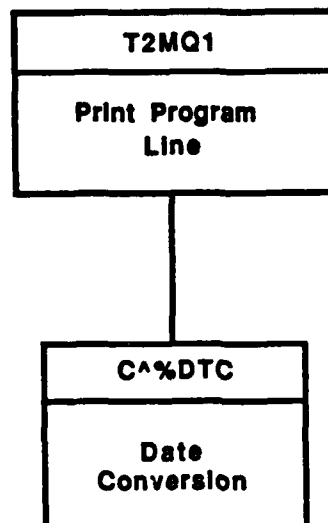 T2MQ1
Print Program
Line
C^%DTC
Date
Conversion